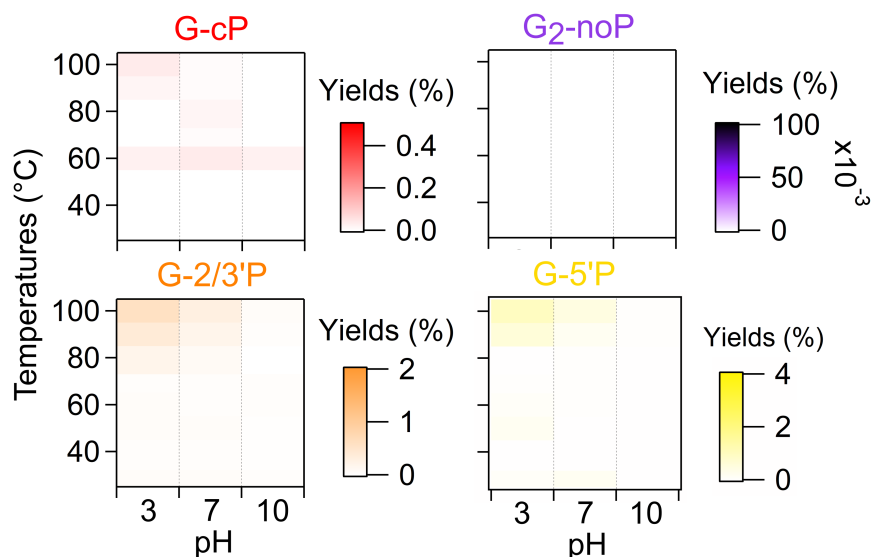 G-cP
G2-noP
Yields (%)
0.4
0.2
0.0
Yields (%)
100
50
0
x10-3
Temperatures (°C)
100
80
60
40
G-2/3'P
G-5'P
100
80
60
40
Yields (%)
2
1
0
Yields (%)
4
2
0
3 7 10
pH
3 7 10
pH